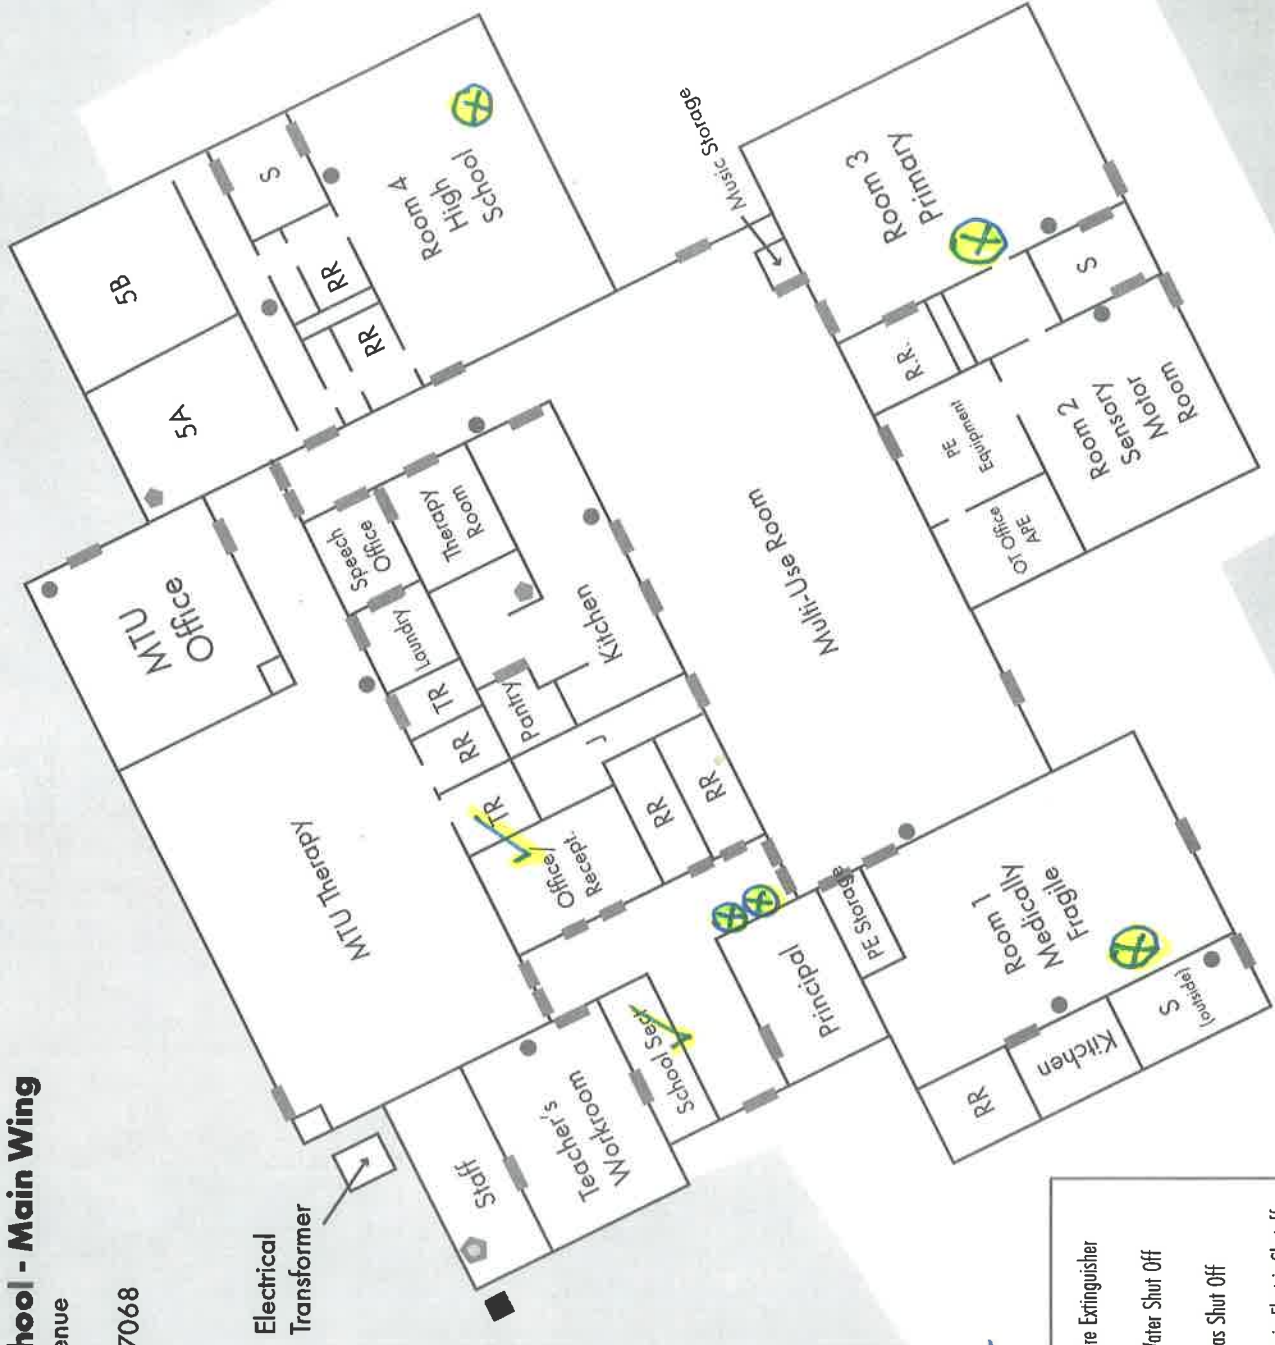 hool - Main Wing
enue
7068
Electrical
Transformer
5B
5A
S
Room 4
High
School
RR
RR
Music Storage
Room 3
Primary
S
R.R.
PE
Equipment
Room 2
Sensory
Motor
Room
OT Office
APE
MTU
Office
Speech
Office
Therapy
Room
Laundry
Kitchen
TR
Pantry
RR
J
TR
Multi-Use Room
MTU Therapy
Office/
Recept.
RR
RR
Principal
PE Storage
Room 1
Medically
Fragile
School Sect
Teacher's
Workroom
Staff
RR
Kitchen
S
(outside)
re Extinguisher
Water Shut Off
as Shut Off